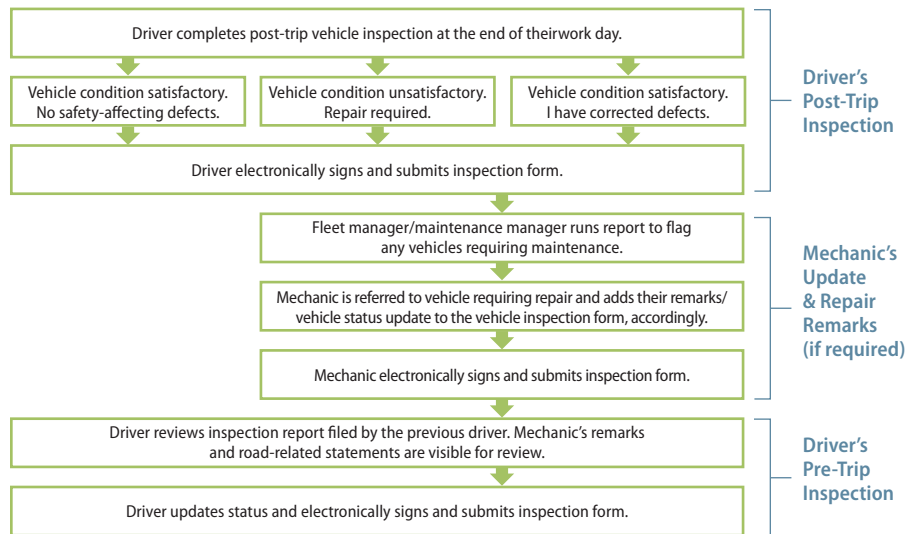 Driver completes post-trip vehicle inspection at the end of theirwork day.
Vehicle condition satisfactory.
No safety-affecting defects.
Vehicle condition unsatisfactory.
Repair required.
Vehicle condition satisfactory.
I have corrected defects.
Driver electronically signs and submits inspection form.
Driver’s
Post-Trip
Inspection
Fleet manager/maintenance manager runs report to flag
any vehicles requiring maintenance.
Mechanic is referred to vehicle requiring repair and adds their remarks/
vehicle status update to the vehicle inspection form, accordingly.
Mechanic electronically signs and submits inspection form.
Mechanic’s
Update
& Repair
Remarks
(if required)
Driver reviews inspection report filed by the previous driver. Mechanic’s remarks
and road-related statements are visible for review.
Driver updates status and electronically signs and submits inspection form.
Driver’s
Pre-Trip
Inspection